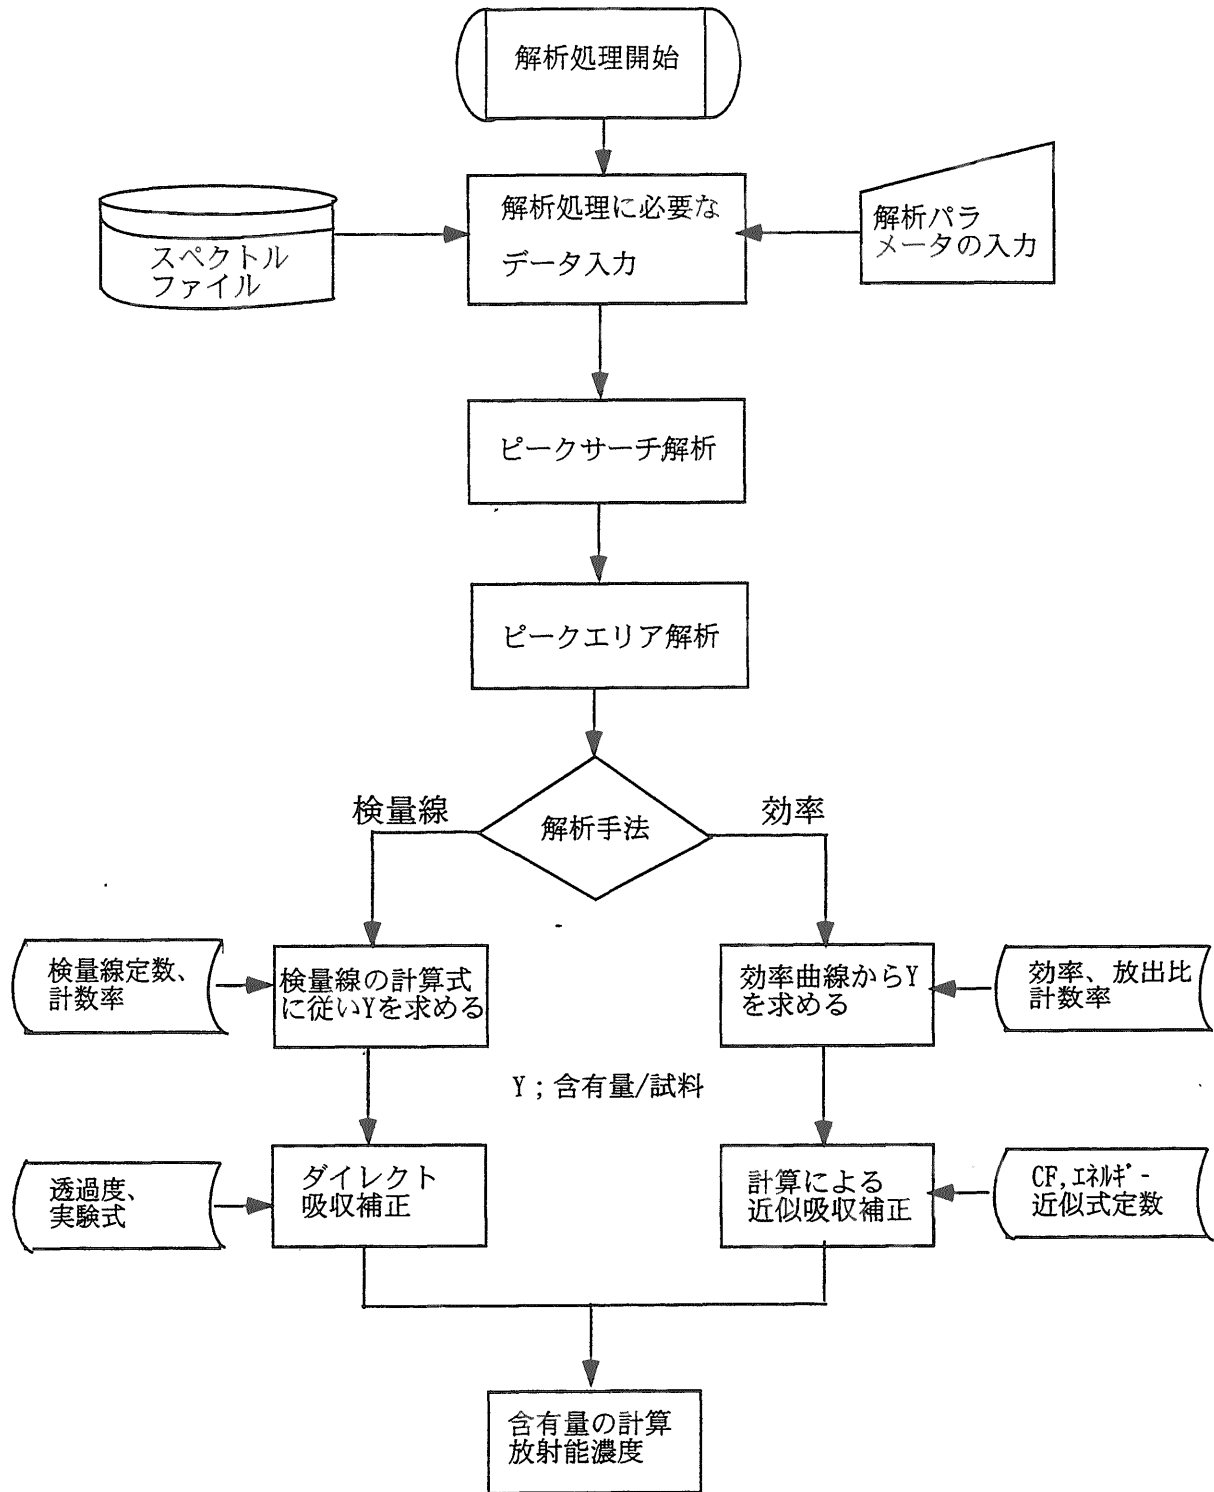 解析処理開始
解析処理に必要な
データ入力
スペクトル
ファイル
解析パラ
メータの入力
ピークサーチ解析
ピークエリア解析
解析手法
検量線
効率
検量線定数、
計数率
検量線の計算式
に従いYを求める
効率曲線からY
を求める
効率、放出比
計数率
Y;含有量/試料
透過度、
実験式
ダイレクト
吸収補正
計算による
近似吸収補正
CF,エネルギー
近似式定数
含有量の計算
放射能濃度